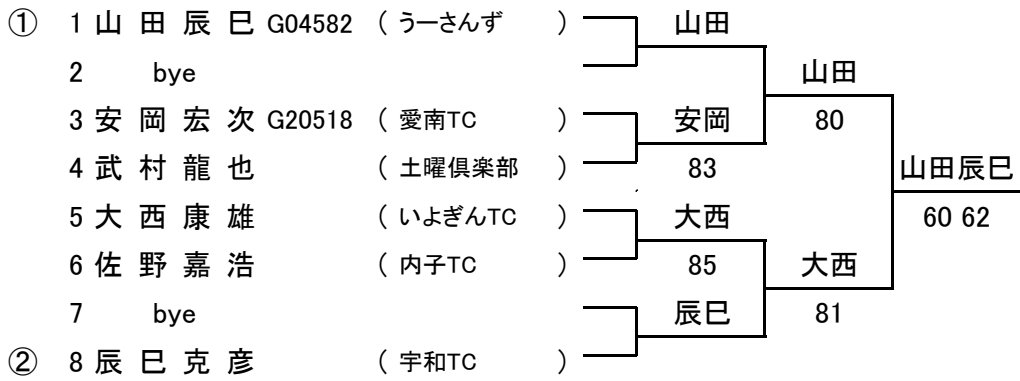 ① 1 山 田 辰 巳 G04582 ( うーさんず ) 山田
2 bye 山田
3 安 岡 宏 次 G20518 ( 愛南TC ) 安岡 80
4 武 村 龍 也 ( 土曜倶楽部 ) 83 山田辰巳
5 大 西 康 雄 ( いよぎんTC ) 大西 60 62
6 佐 野 嘉 浩 ( 内子TC ) 85 大西
7 bye 辰巳 81
② 8 辰 巳 克 彦 ( 宇和TC )